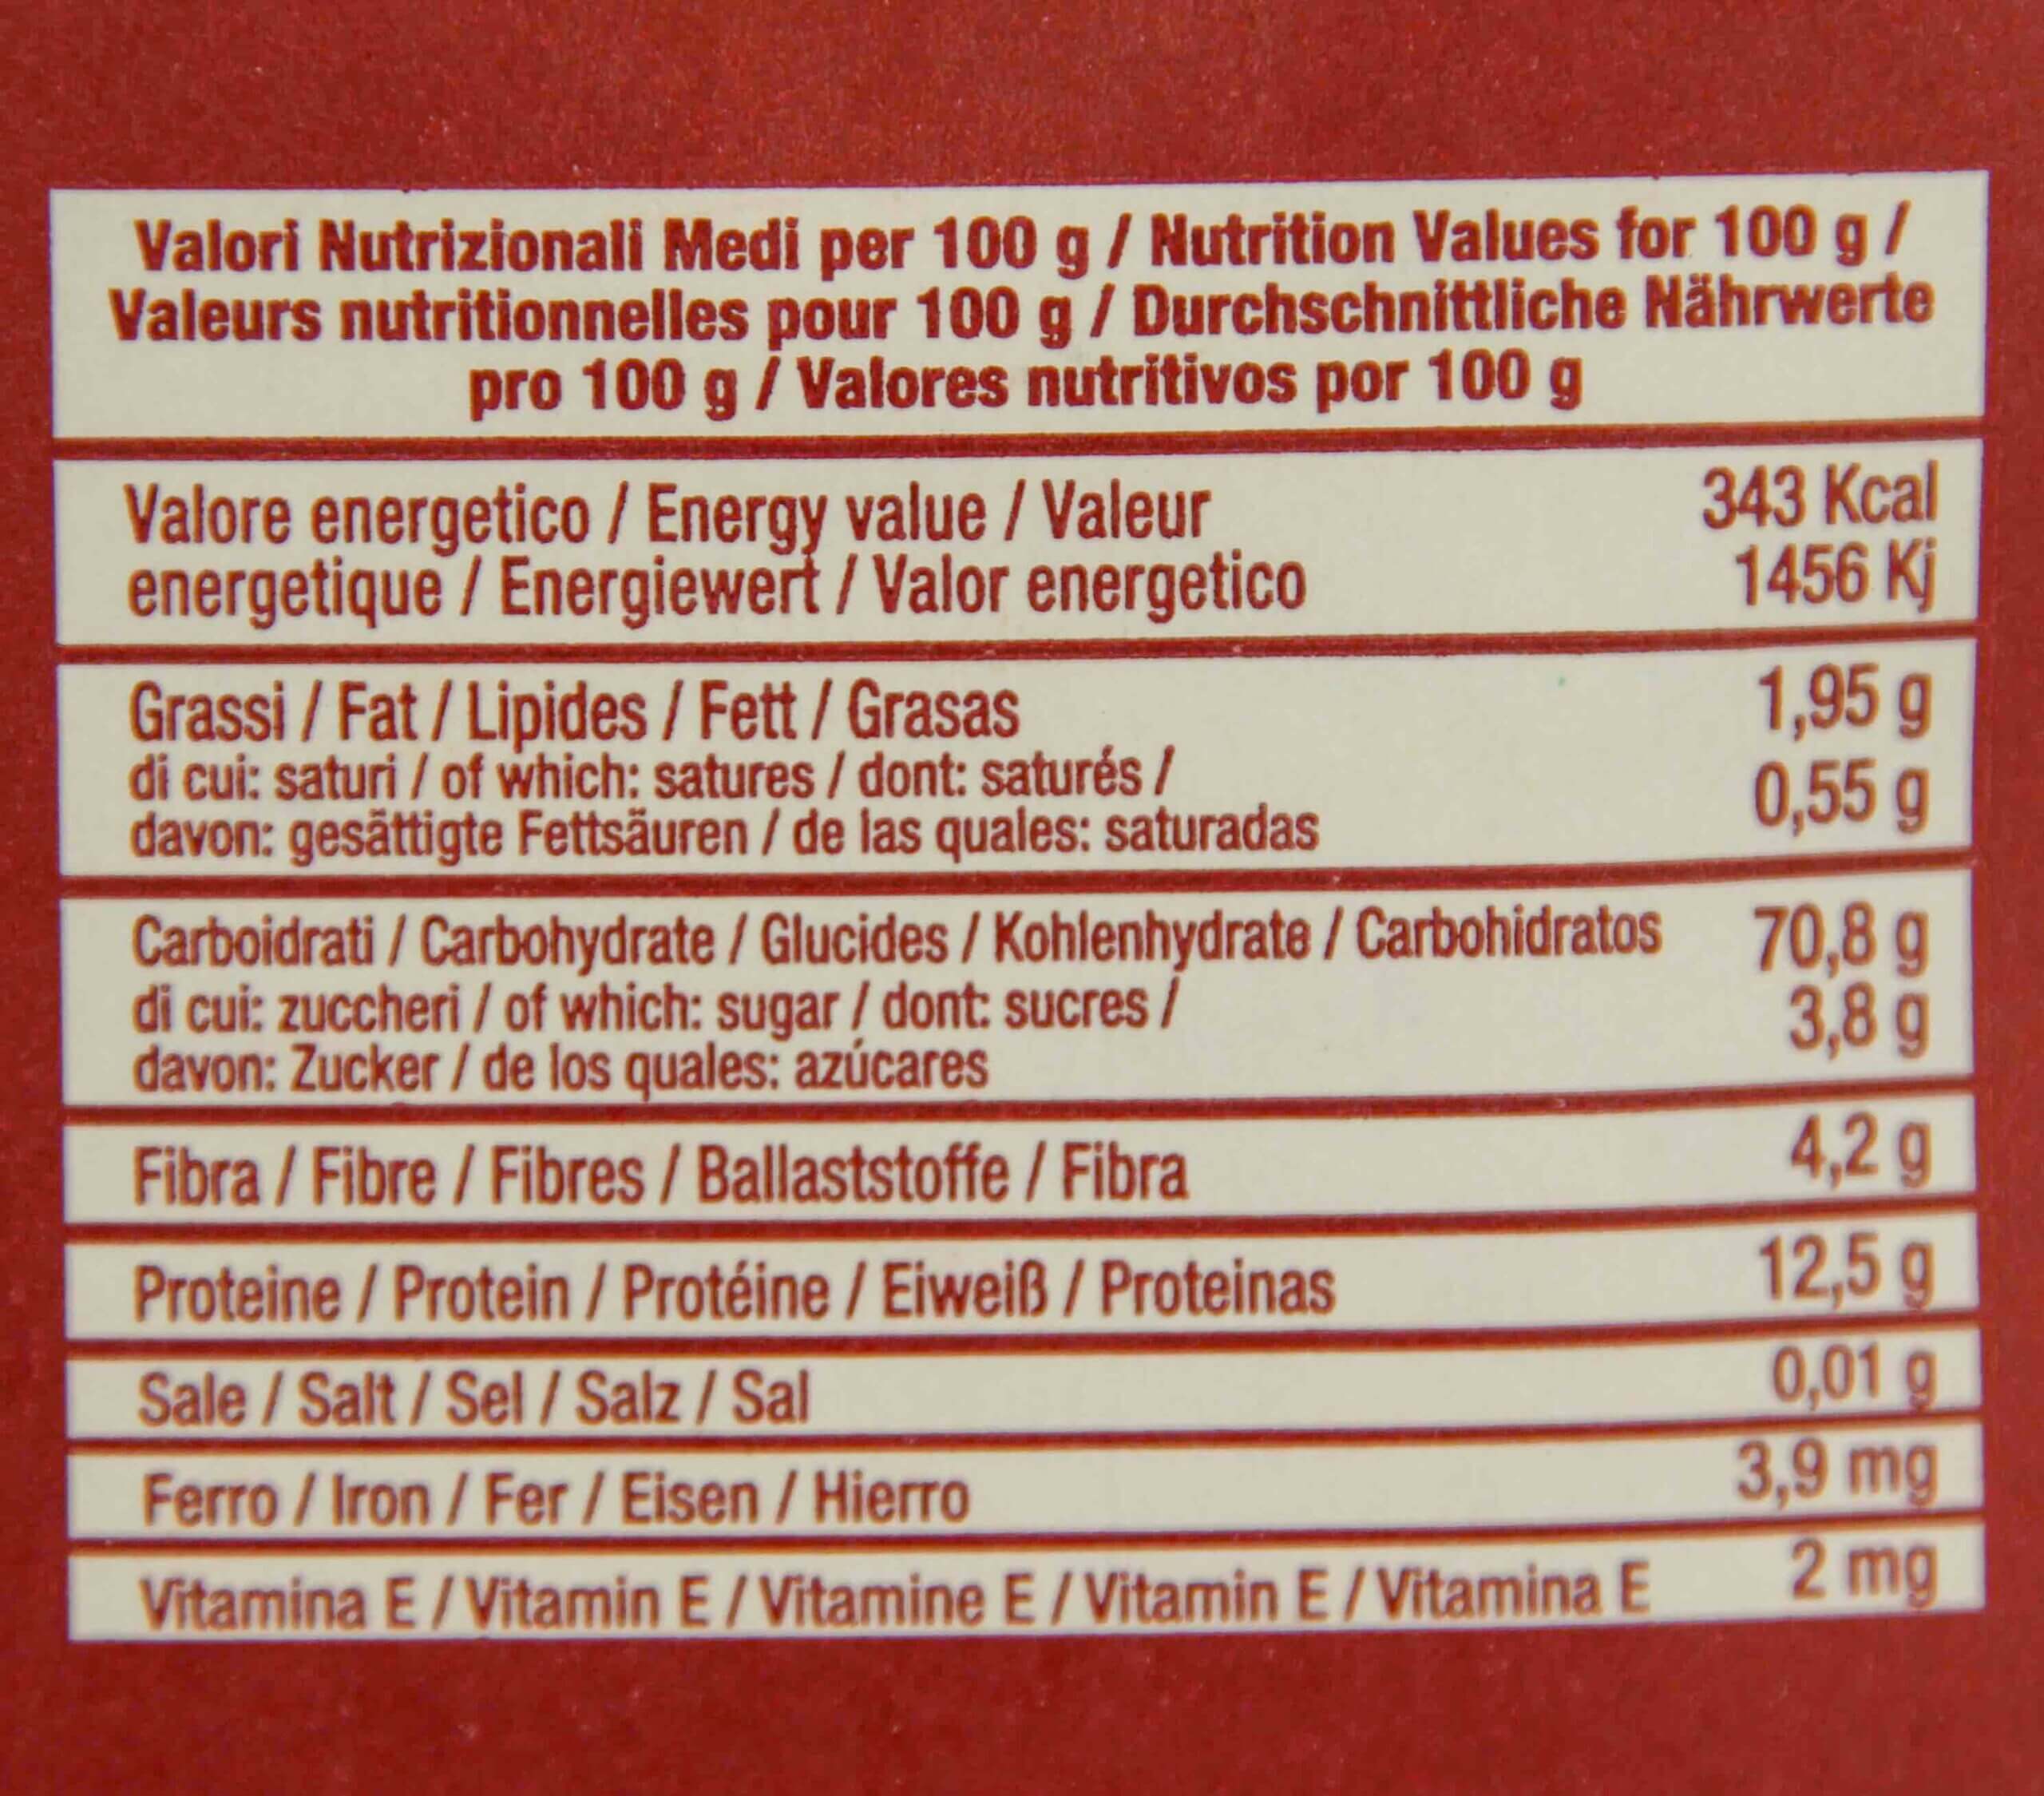 Valori Nutrizionali Medi per 100 g / Nutrition Values for 100 g /
Valeurs nutritionnelles pour 100 g / Durchschnittliche Nährwerte
pro 100 g / Valores nutritivos por 100 g
Valore energetico / Energy value / Valeur 343 Kcal
energetique / Energiewert / Valor energetico 1456 Kj
Grassi / Fat / Lipides / Fett / Grasas 1,95 g
di cui: saturi / of which: satures / dont: saturés / 0,55 g
davon: gesättigte Fettsäuren / de las quales: saturadas
Carboidrati / Carbohydrate / Glucides / Kohlenhydrate / Carbohidratos 70,8 g
di cui: zuccheri / of which: sugar / dont: sucres / 3,8 g
davon: Zucker / de los quales: azúcares
Fibra / Fibre / Fibres / Ballaststoffe / Fibra 4,2 g
Proteine / Protein / Protéine / Eiweiß / Proteinas 12,5 g
Sale / Salt / Sel / Salz / Sal 0,01 g
Ferro / Iron / Fer / Eisen / Hierro 3,9 mg
Vitamina E / Vitamin E / Vitamine E / Vitamin E / Vitamina E 2 mg